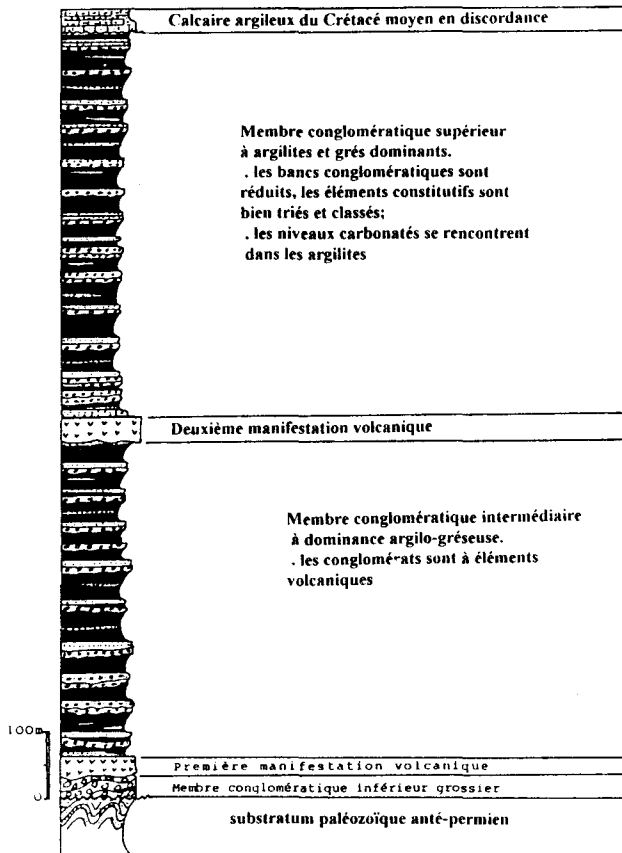 Calcaire argileux du Crétacé moyen en discordance
Membre conglomératique supérieur
à argilites et grés dominants.
. les bancs conglomératiques sont
réduits, les éléments constitutifs sont
bien triés et classés;
. les niveaux carbonatés se rencontrent
dans les argilites
Deuxième manifestation volcanique
Membre conglomératique intermédiaire
à dominance argilo-gréseuse.
. les conglomérats sont à éléments
volcaniques
100m
Première manifestation volcanique
Membre conglomératique inférieur grossier
0
substratum paléozoïque anté-permien